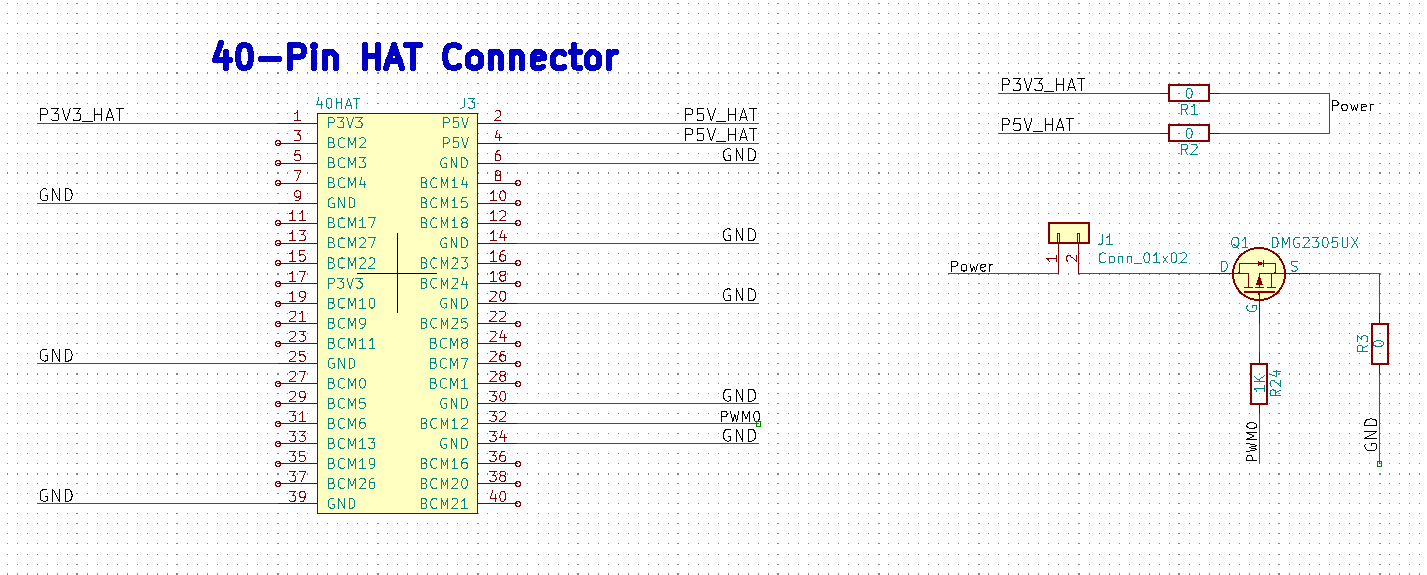 40-Pin HAT Connector
40HAT J3
P3V3_HAT 1 P3V3 P5V 2 P5V_HAT
3 BCM2 P5V 4 P5V_HAT
5 BCM3 GND 6 GND
7 BCM4 BCM14 8
GND 9 GND BCM15 10
11 BCM17 BCM18 12
13 BCM27 GND 14 GND
15 BCM22 BCM23 16
17 P3V3 BCM24 18
19 BCM10 GND 20 GND
21 BCM9 BCM25 22
23 BCM11 BCM8 24
GND 25 GND BCM7 26
27 BCM0 BCM1 28
29 BCM5 GND 30 GND
31 BCM6 BCM12 32 PWM0
33 BCM13 GND 34 GND
35 BCM19 BCM16 36
37 BCM26 BCM20 38
GND 39 GND BCM21 40
P3V3_HAT 0
R1
Power
P5V_HAT 0
R2
J1
Conn_01x02
Power 1 2
Q1 DMG2305UX
D S
G
R3 0
1K R24
PWM0
GND